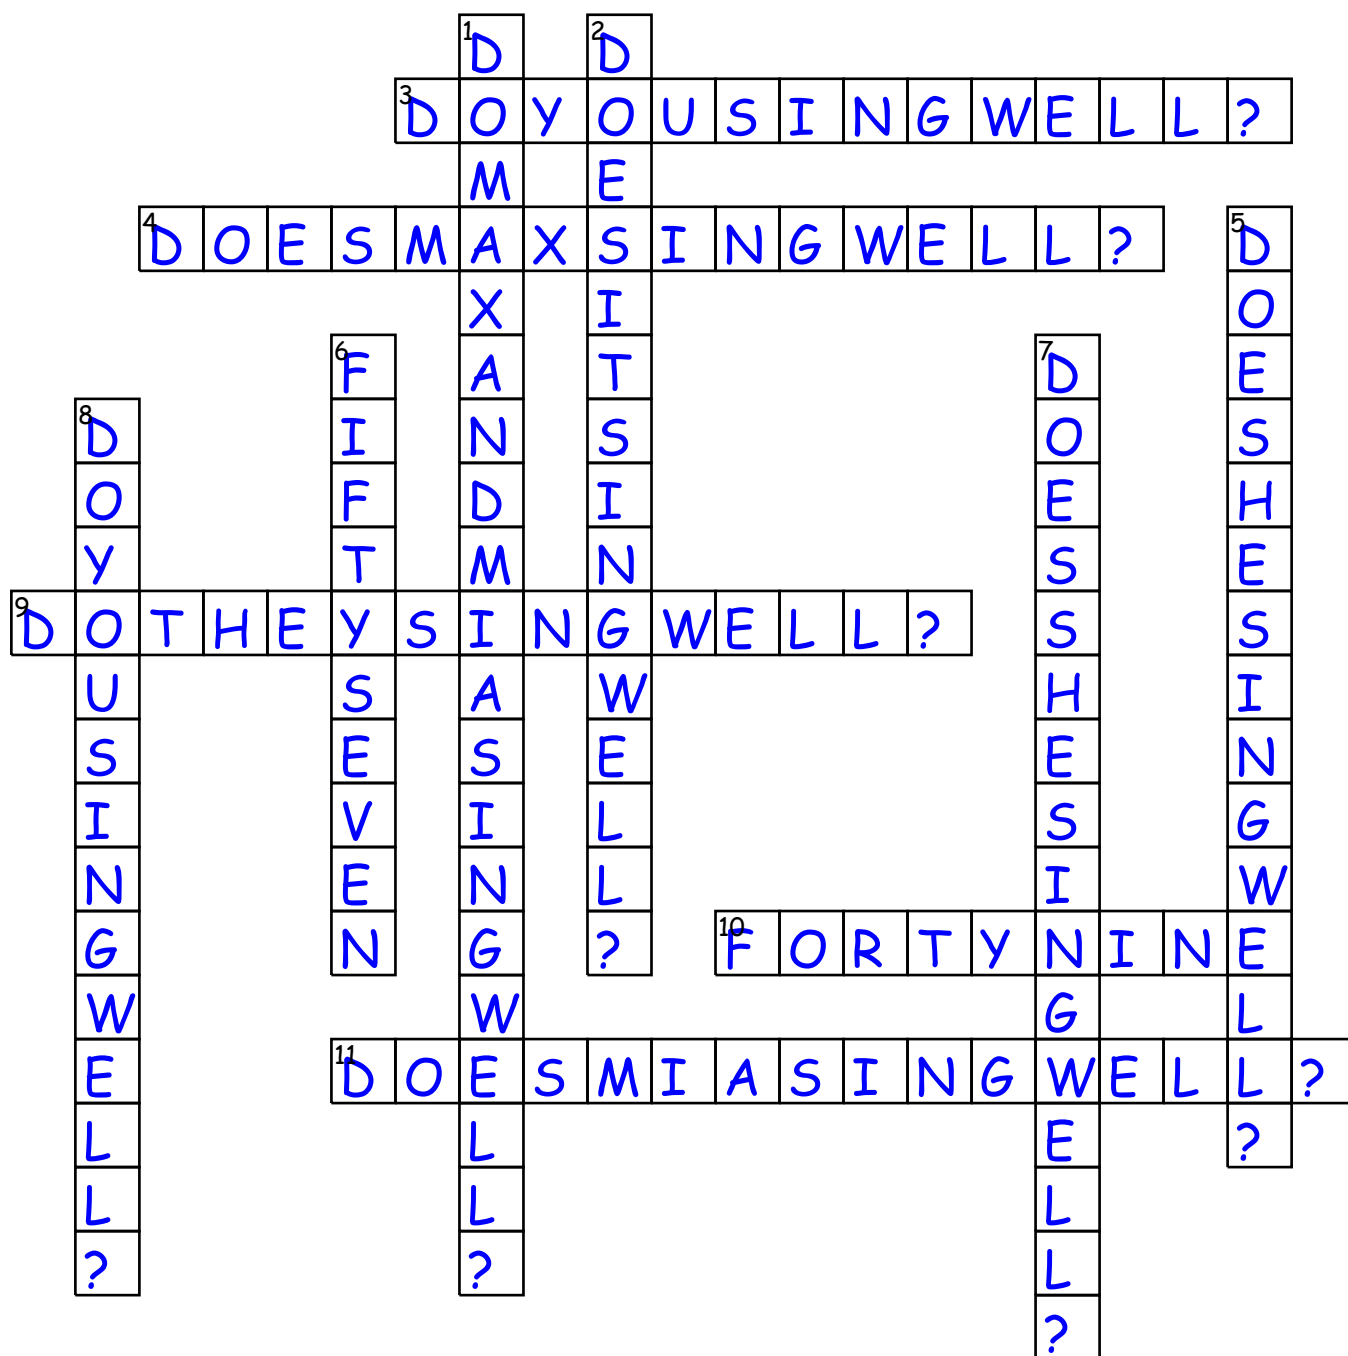 1 DOMAXANDMIASINGWELL?
2 DOESITSINGWELL?
3 DOYOUSINGWELL?
4 DOESMAXSINGWELL?
5 DOESHESINGWELL?
6 FIFTYSEVEN
7 DOESSHESINGWELL?
8 DOYOUSINGWELL?
9 DOTHEYSINGWELL?
10 FORTYNINE
11 DOESMIASINGWELL?